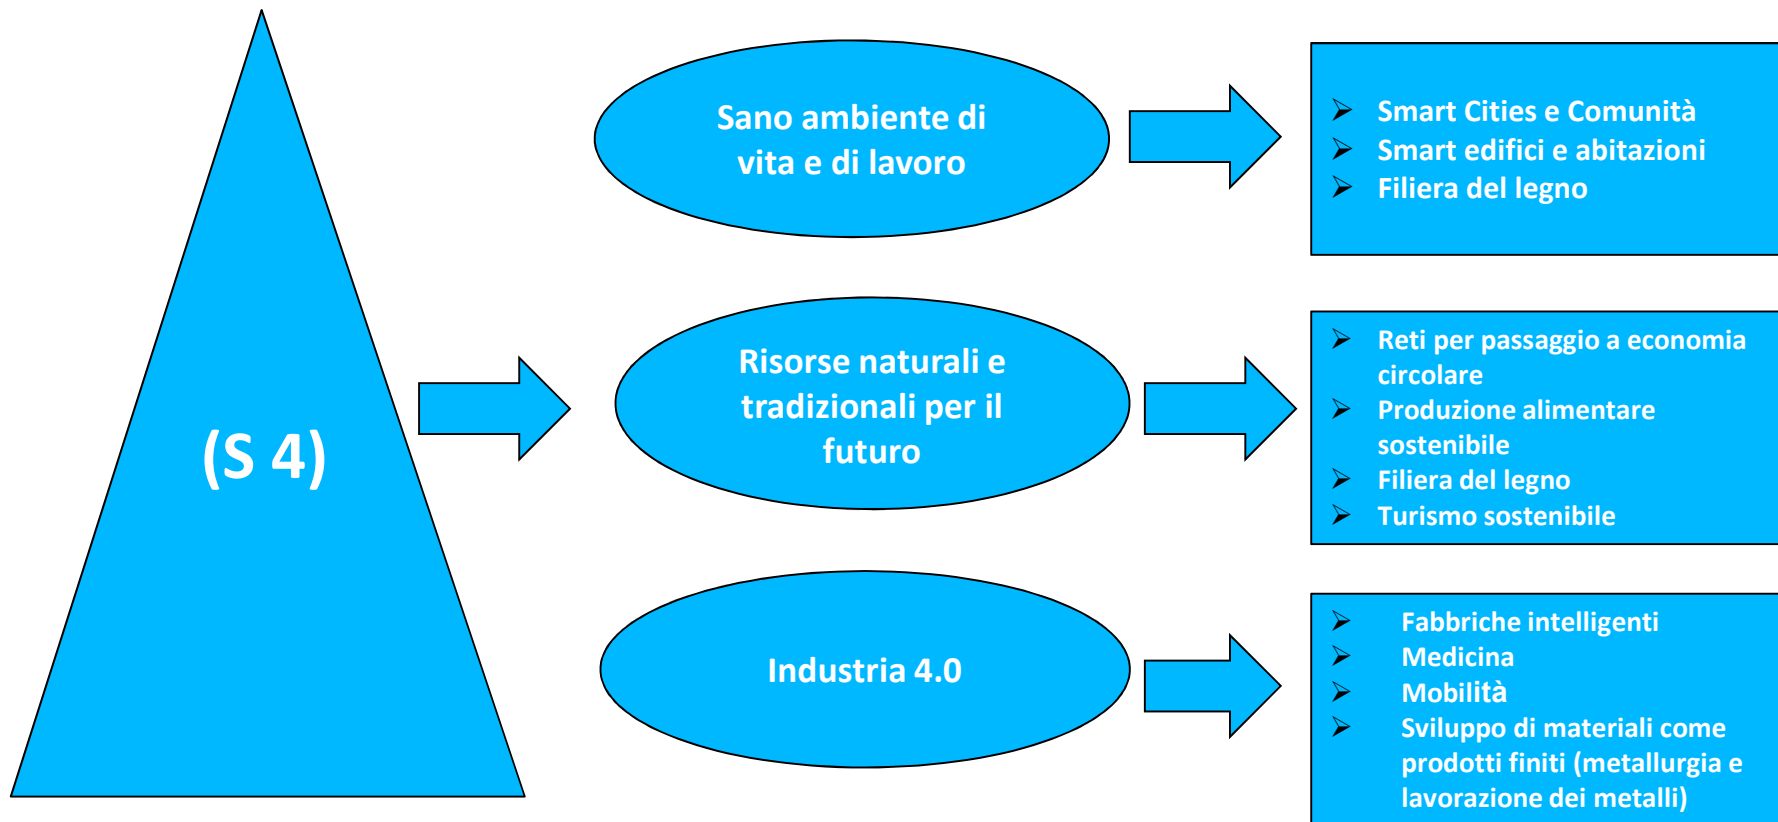 (S 4)
Sano ambiente di
vita e di lavoro
Smart Cities e Comunità
Smart edifici e abitazioni
Filiera del legno
Risorse naturali e
tradizionali per il
futuro
Reti per passaggio a economia
circolare
Produzione alimentare
sostenibile
Filiera del legno
Turismo sostenibile
Industria 4.0
Fabbriche intelligenti
Medicina
Mobilità
Sviluppo di materiali come
prodotti finiti (metallurgia e
lavorazione dei metalli)